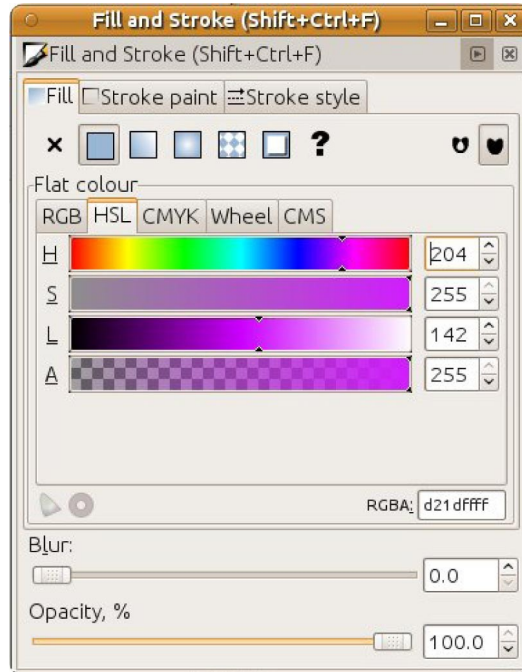 Fill and Stroke (Shift+Ctrl+F)
Fill and Stroke (Shift+Ctrl+F)
Fill Stroke paint Stroke style
?
Flat colour
RGB HSL CMYK Wheel CMS
H 204
S 255
L 142
A 255
RGBA: d21dffff
Blur:
0.0
Opacity, %
100.0